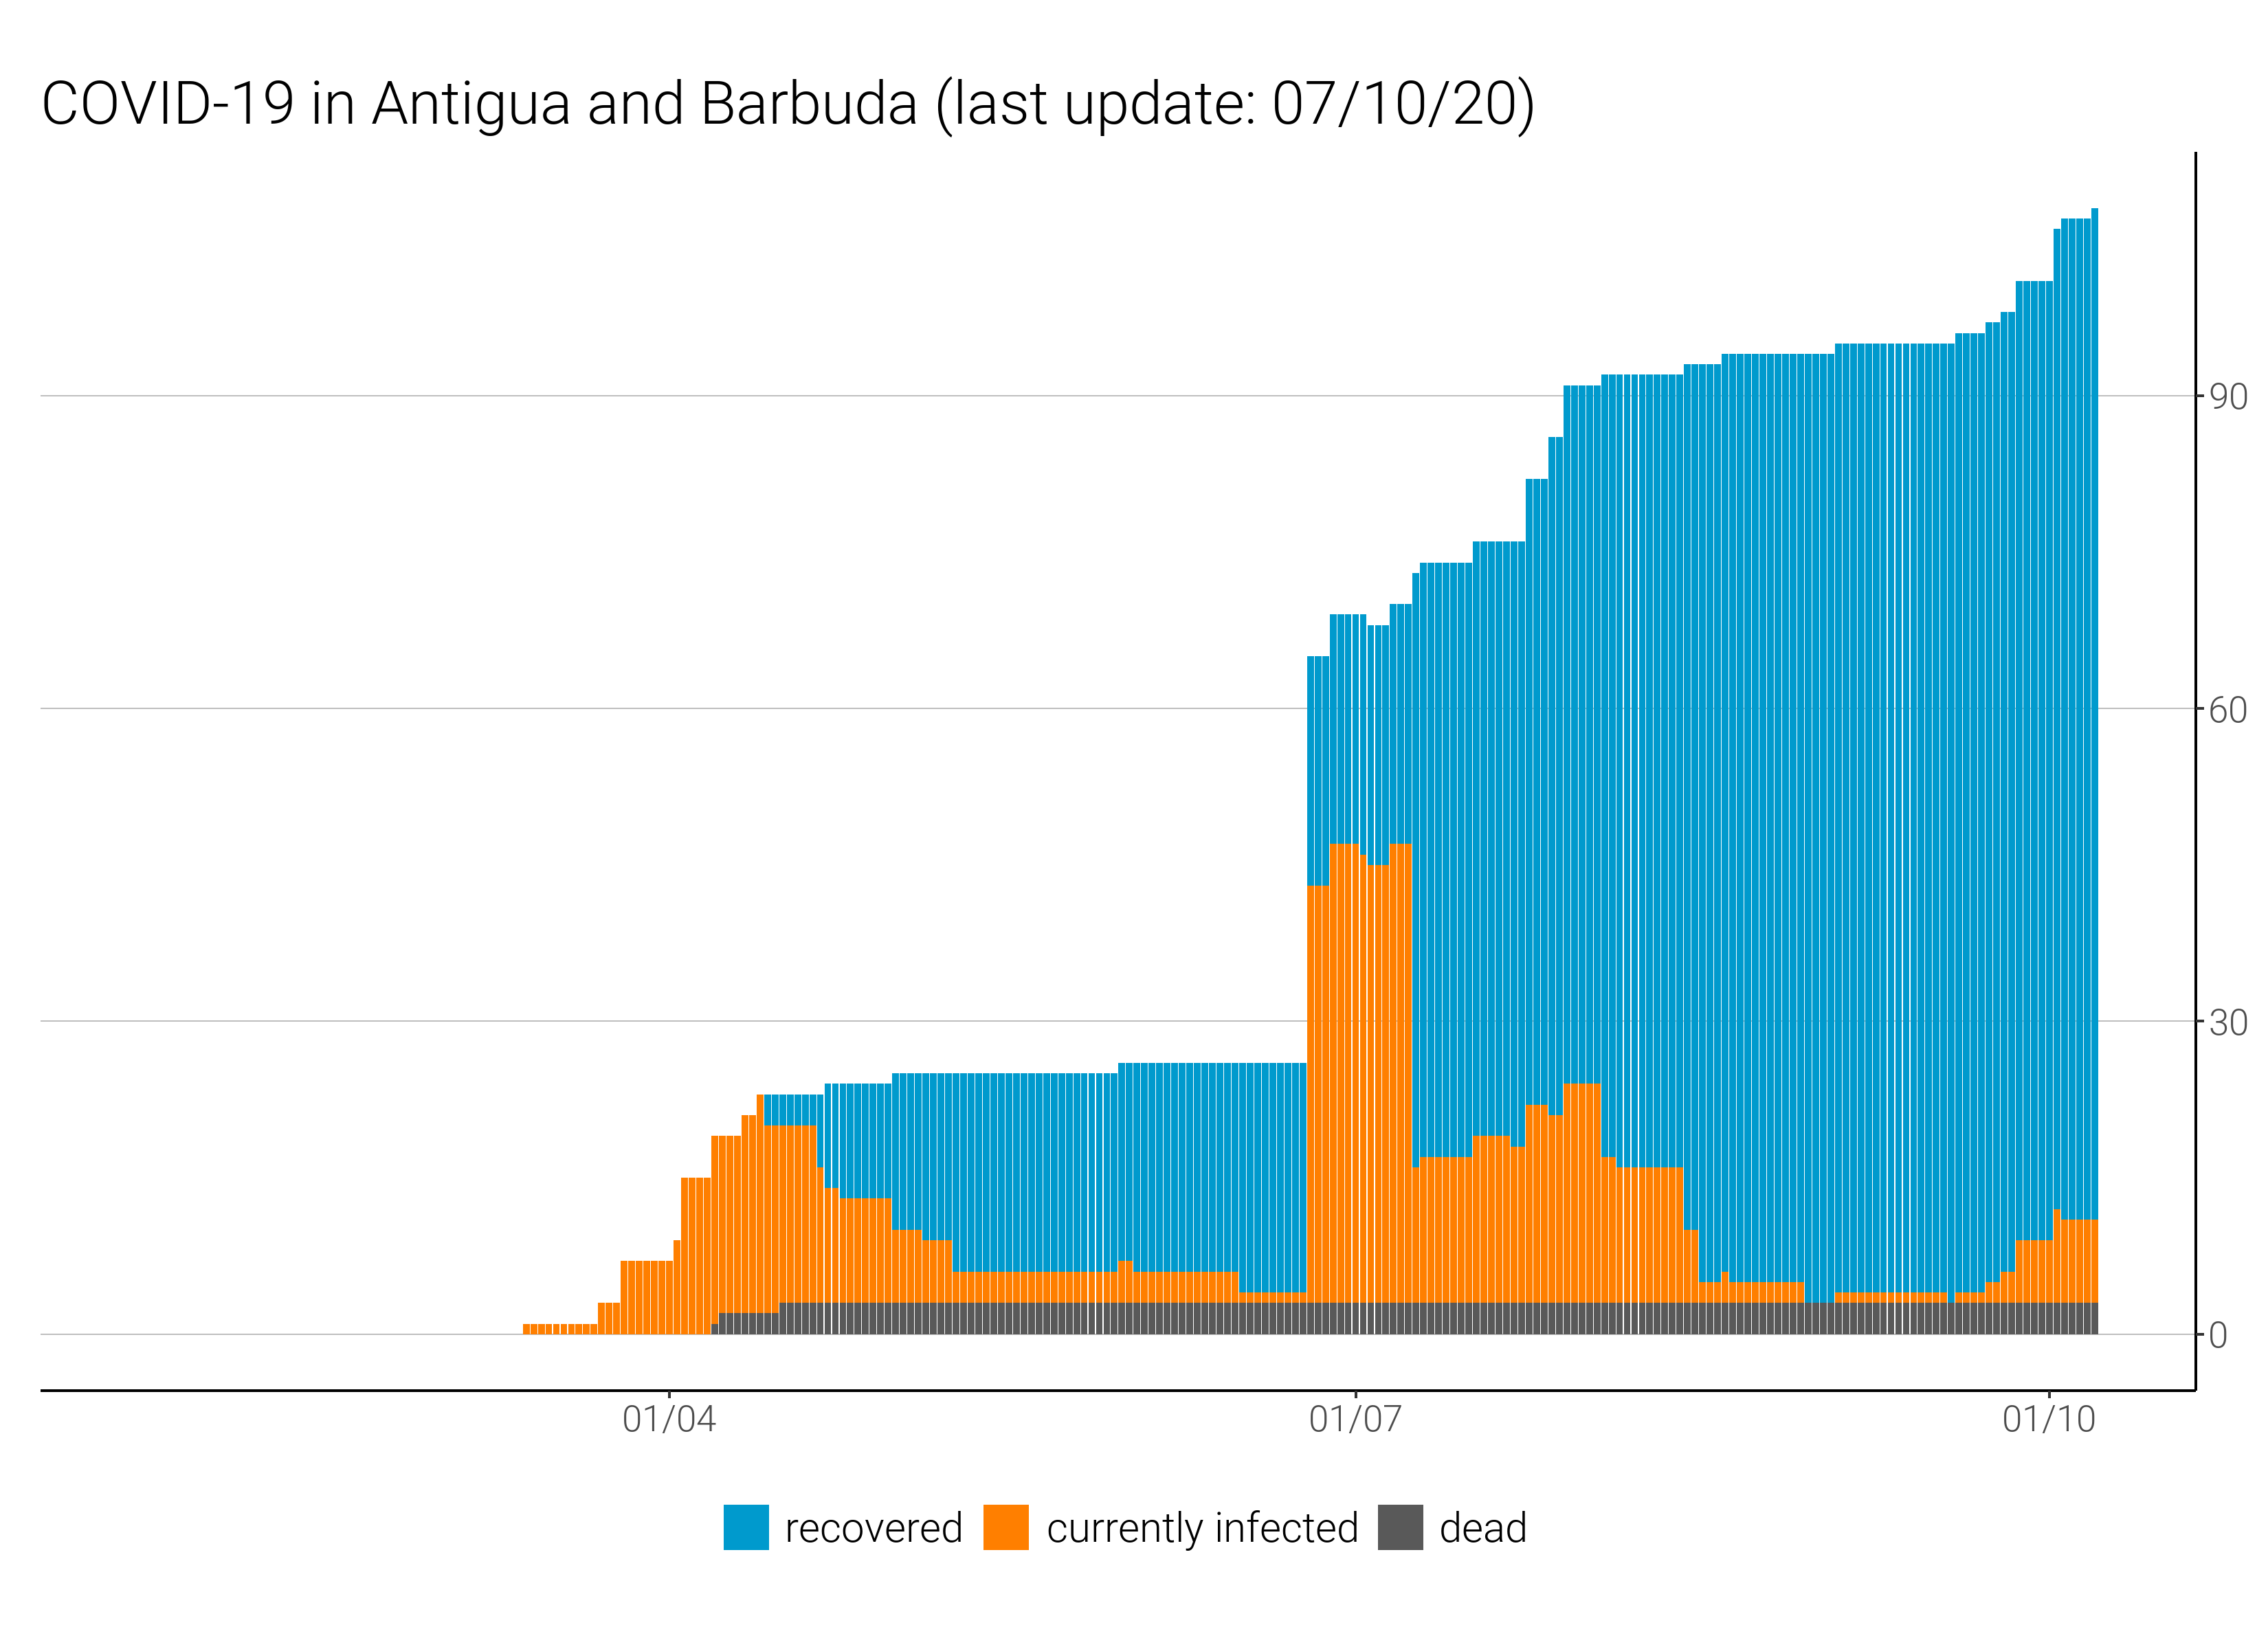 COVID-19 in Antigua and Barbuda (last update: 07/10/20)
90
60
30
0
01/04 01/07 01/10
recovered currently infected dead